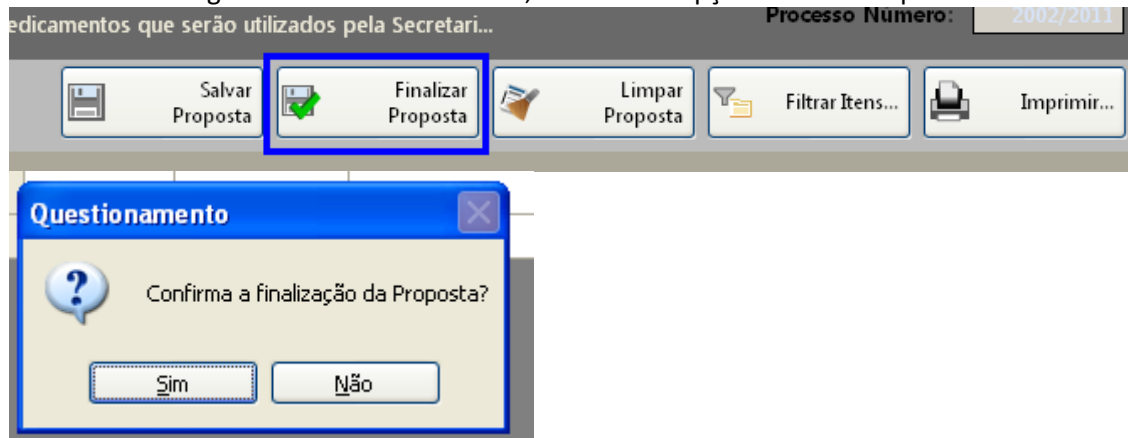 edicamentos que serão utilizados pela Secretari...
Processo Número: 2002/2011
Salvar
Proposta
Finalizar
Proposta
Limpar
Proposta
Filtrar Itens...
Imprimir...
Questionamento
Confirma a finalização da Proposta?
Sim
Não